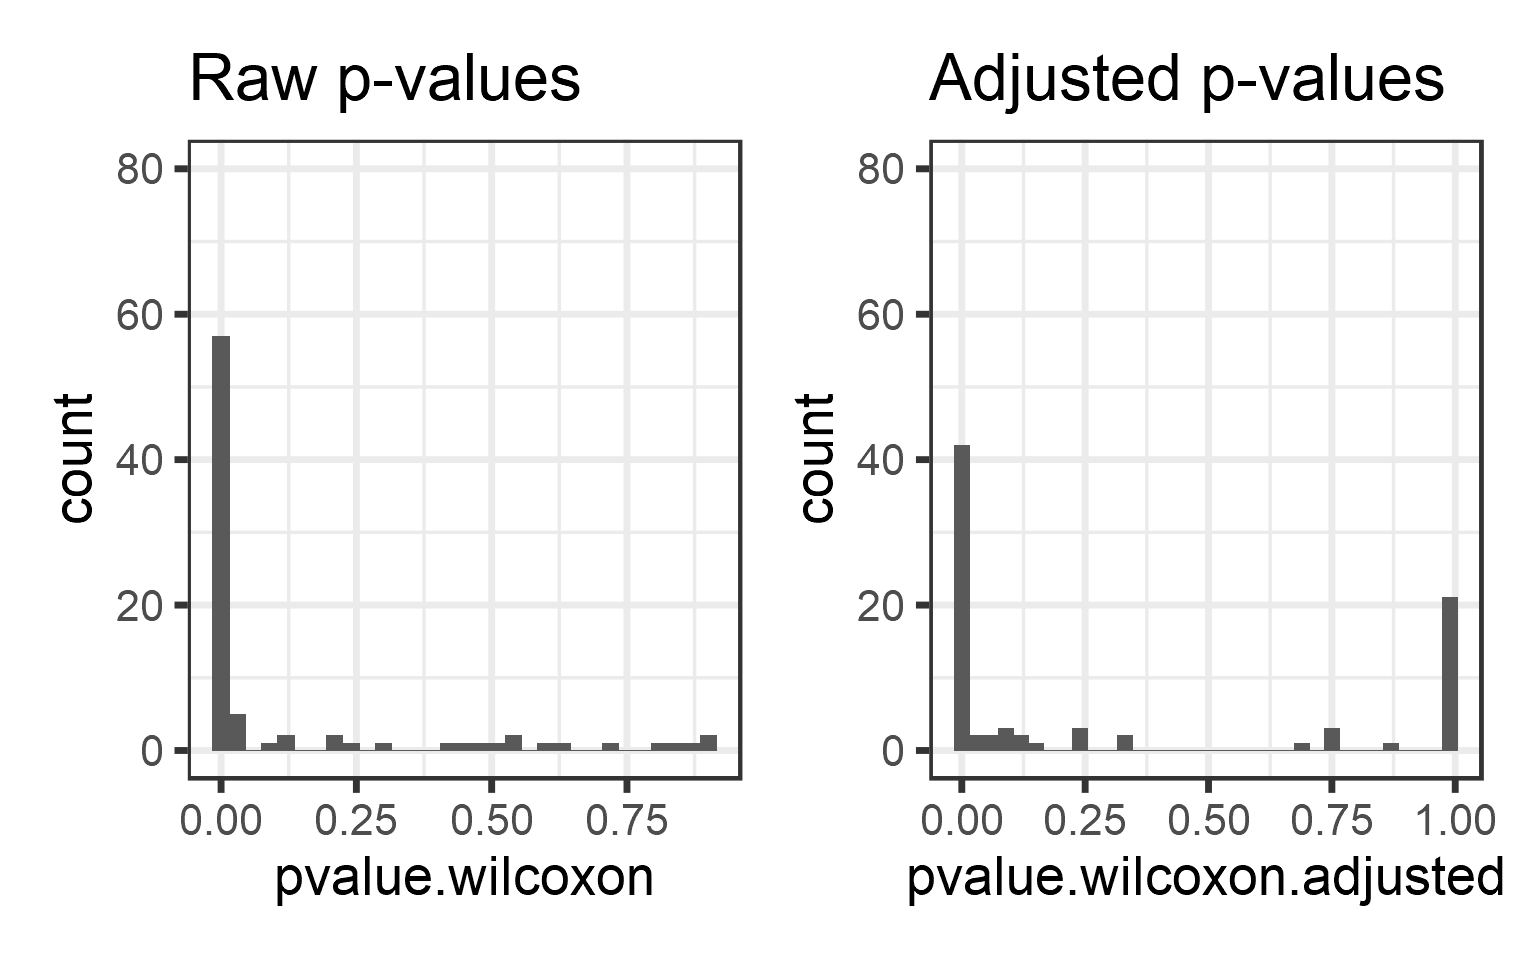 Raw p-values
80
60
40
20
0
count
0.00 0.25 0.50 0.75
pvalue.wilcoxon
Adjusted p-values
80
60
40
20
0
count
0.00 0.25 0.50 0.75 1.00
pvalue.wilcoxon.adjusted